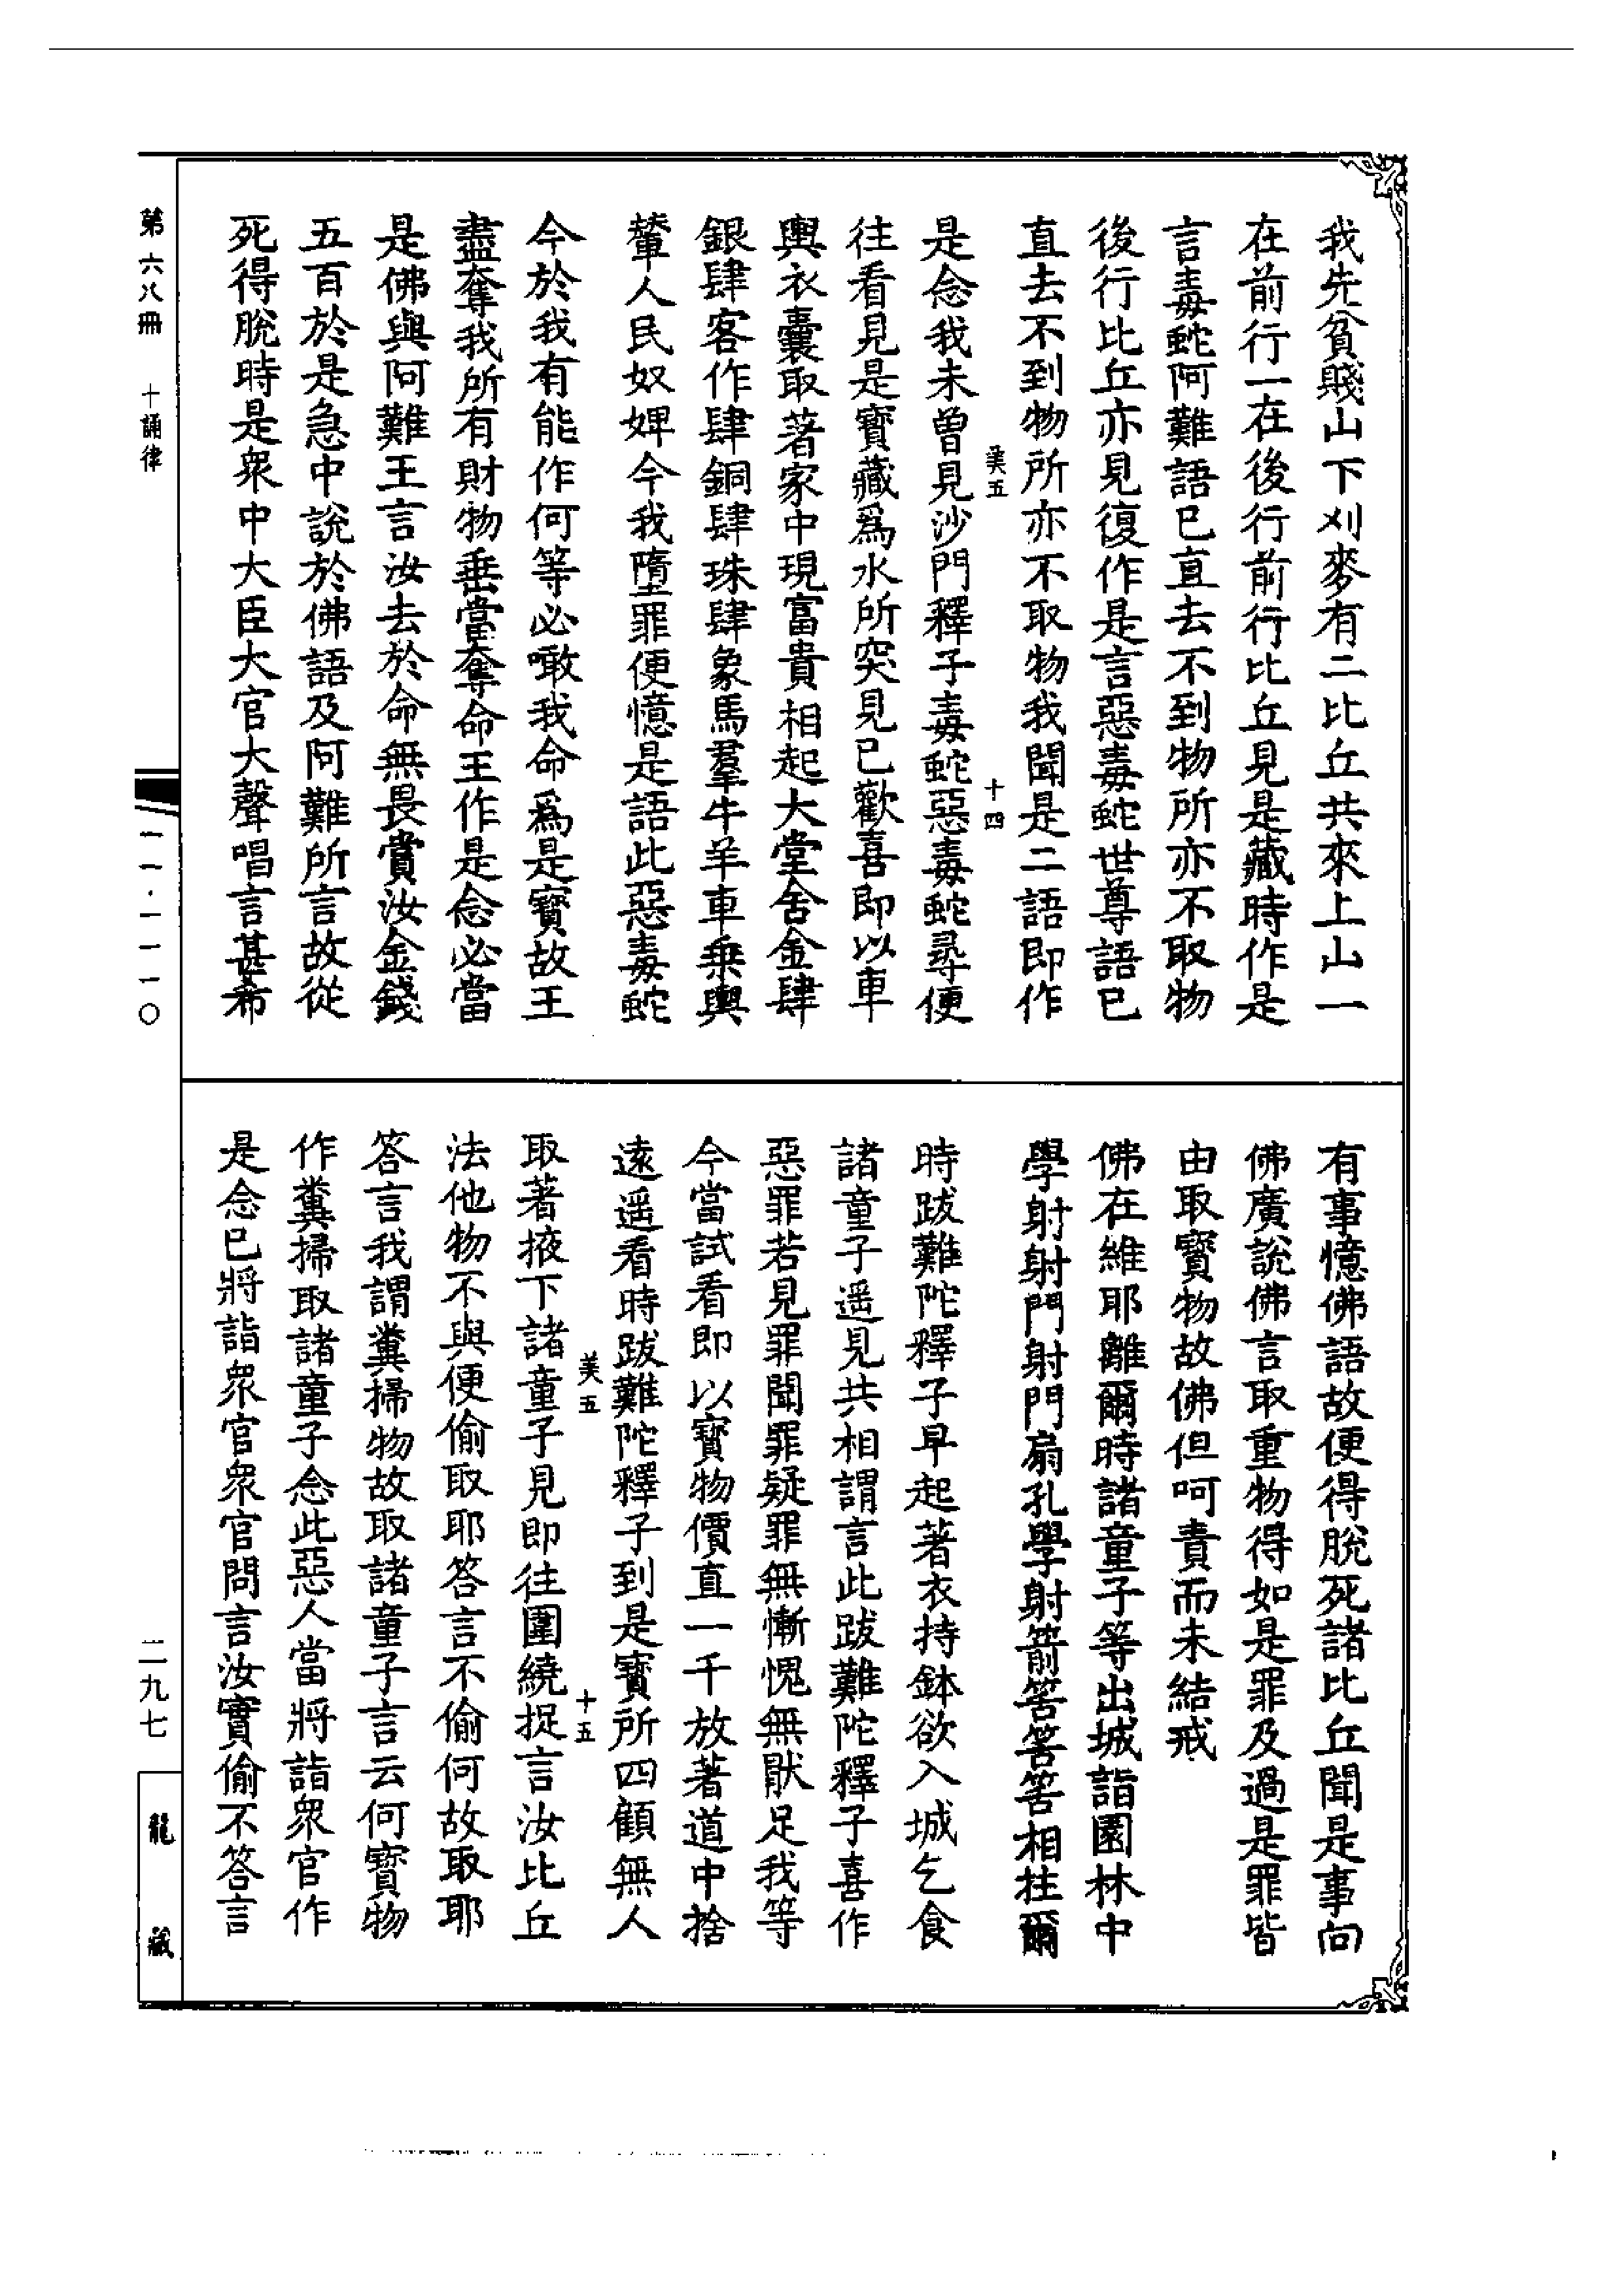 我先貧賤山下刈麥有二比丘共來上山一
在前行一在後行前行比丘見是藏時作是
言毒蛇阿難語已直去不到物所亦不取物
後行比丘亦見復作是言惡毒蛇世尊語已
直去不到物所亦不取物我聞是二語即作
美五 十四
是念我未曾見沙門釋子毒蛇惡毒蛇尋便
往看見是寶藏爲水所突見已歡喜即以車
輿衣囊取著家中現富貴相起大堂舍金肆
銀肆客作肆銅肆珠肆象馬羣牛羊車乗輿
輦人民奴婢今我墮罪便憶是語此惡毒蛇
今於我有能作何等必噉我命爲是寶故王
盡奪我所有財物垂當奪命王作是念必當
是佛與阿難王言汝去於命無畏賞汝金錢
五百於是急中説於佛語及阿難所言故從
死得脫時是衆中大臣大官大聲唱言甚希
有事憶佛語故便得脫死諸比丘聞是事向
佛廣說佛言取重物得如是罪及過是罪皆
由取寳物故佛但呵責而未結戒
佛在維耶離爾時諸童子等出城詣園林中
學射射門射門扇孔學射箭筈筈筈相拄爾
時跋難陀釋子早起著衣持鉢欲入城乞食
諸童子遥見共相謂言此跋難陀釋子喜作
惡罪若見罪聞罪疑罪無慚愧無猒足我等
今當試看即以寳物價直一千放著道中捨
遠遥看時跋難陀釋子到是寳所四顧無人
美五 十五
取著掖下諸童子見即往圍繞捉言汝比丘
法他物不與便偷取耶答言不偷何故取耶
答言我謂糞掃物故取諸童子言云何寳物
作糞掃取諸童子念此惡人當將詣衆官作
是念已將詣衆官衆官問言汝實偷不答言
第六八冊 十誦律
一一·一一一〇
二九七
龍藏